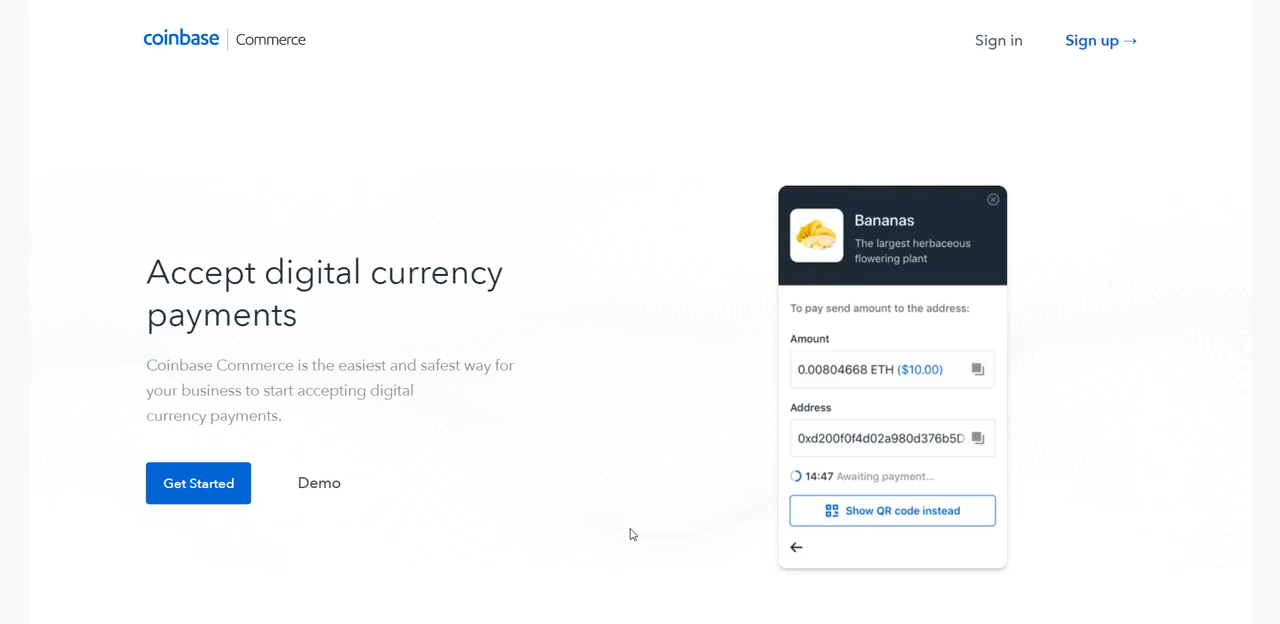 coinbase | Commerce
Sign in
Sign up →
Accept digital currency
payments
Coinbase Commerce is the easiest and safest way for
your business to start accepting digital
currency payments.
Get Started
Demo
Bananas
The largest herbaceous
flowering plant
To pay send amount to the address:
Amount
0.00804668 ETH ($10.00)
Address
0xd200f0f4d02a980d376b5D
14:47 Awaiting payment...
Show QR code instead